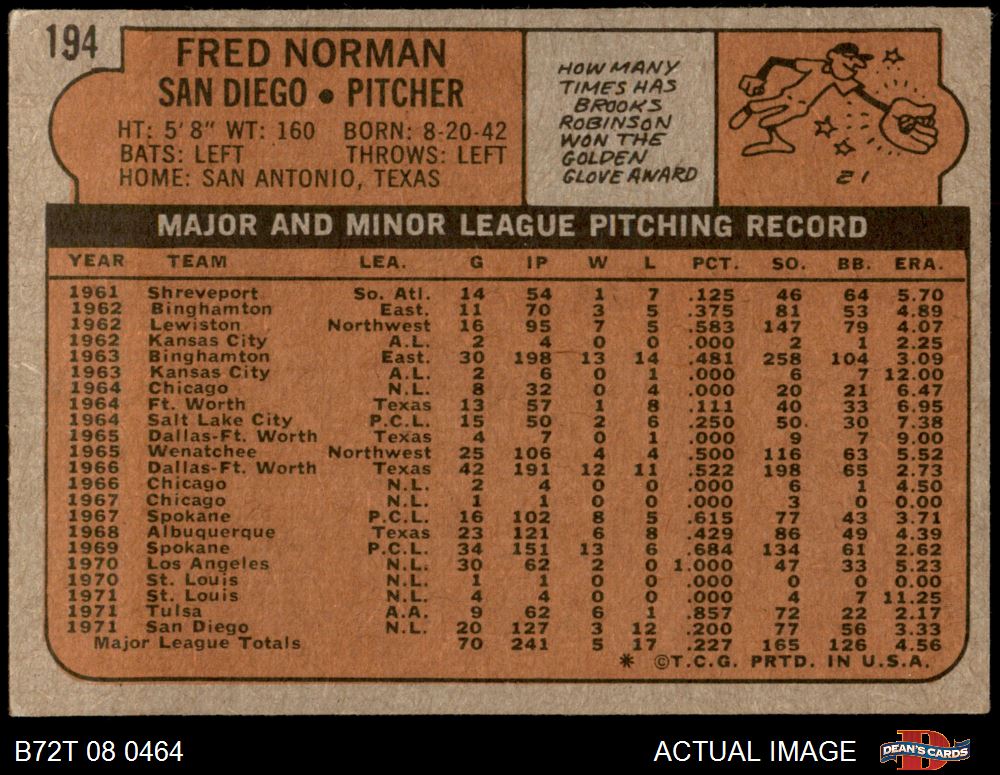 194
FRED NORMAN
SAN DIEGO • PITCHER
HT: 5'8" WT: 160 BORN: 8-20-42
BATS: LEFT THROWS: LEFT
HOME: SAN ANTONIO, TEXAS
HOW MANY
TIMES HAS
BROOKS
ROBINSON
WON THE
GOLDEN
GLOVE AWARD
21
MAJOR AND MINOR LEAGUE PITCHING RECORD
YEAR TEAM LEA. G IP W L PCT. SO. BB. ERA.
1961 Shreveport So. Atl. 14 54 1 7 .125 46 64 5.70
1962 Binghamton East. 11 70 3 5 .375 81 53 4.89
1962 Lewiston Northwest 16 95 7 5 .583 147 79 4.07
1962 Kansas City A.L. 2 4 0 0 .000 2 1 2.25
1963 Binghamton East. 30 198 13 14 .481 258 104 3.09
1963 Kansas City A.L. 2 6 0 1 .000 6 7 12.00
1964 Chicago N.L. 8 32 0 4 .000 20 21 6.47
1964 Ft. Worth Texas 13 57 1 8 .111 40 33 6.95
1964 Salt Lake City P.C.L. 15 50 2 6 .250 50 30 7.38
1965 Dallas-Ft. Worth Texas 4 7 0 1 .000 9 7 9.00
1965 Wenatchee Northwest 25 106 4 4 .500 116 63 5.52
1966 Dallas-Ft. Worth Texas 42 191 12 11 .522 198 65 2.73
1966 Chicago N.L. 2 4 0 0 .000 6 1 4.50
1967 Chicago N.L. 1 1 0 0 .000 3 0 0.00
1967 Spokane P.C.L. 16 102 8 5 .615 77 43 3.71
1968 Albuquerque Texas 23 121 6 8 .429 86 49 4.39
1969 Spokane P.C.L. 34 151 13 6 .684 134 61 2.62
1970 Los Angeles N.L. 30 62 2 0 1.000 47 33 5.23
1970 St. Louis N.L. 1 1 0 0 .000 0 0 0.00
1971 St. Louis N.L. 4 4 0 0 .000 4 7 11.25
1971 Tulsa A.A. 9 62 6 1 .857 72 22 2.17
1971 San Diego N.L. 20 127 3 12 .200 77 56 3.33
Major League Totals 70 241 5 17 .227 165 126 4.56
* ©T.C.G. PRTD. IN U.S.A.
B72T 08 0464
ACTUAL IMAGE
DEAN'S CARDS